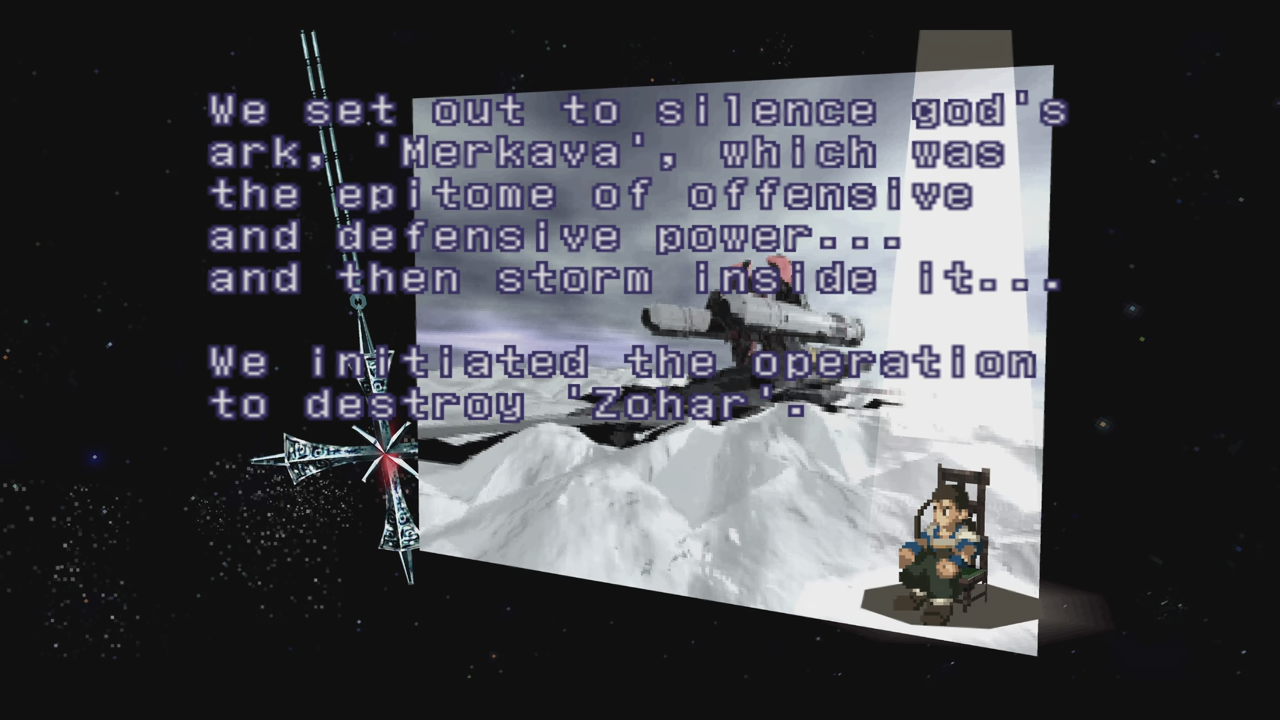 We set out to silence god's
ark, 'Merkava', which was
the epitome of offensive
and defensive power...
and then storm inside it...
We initiated the operation
to destroy 'Zohar'.